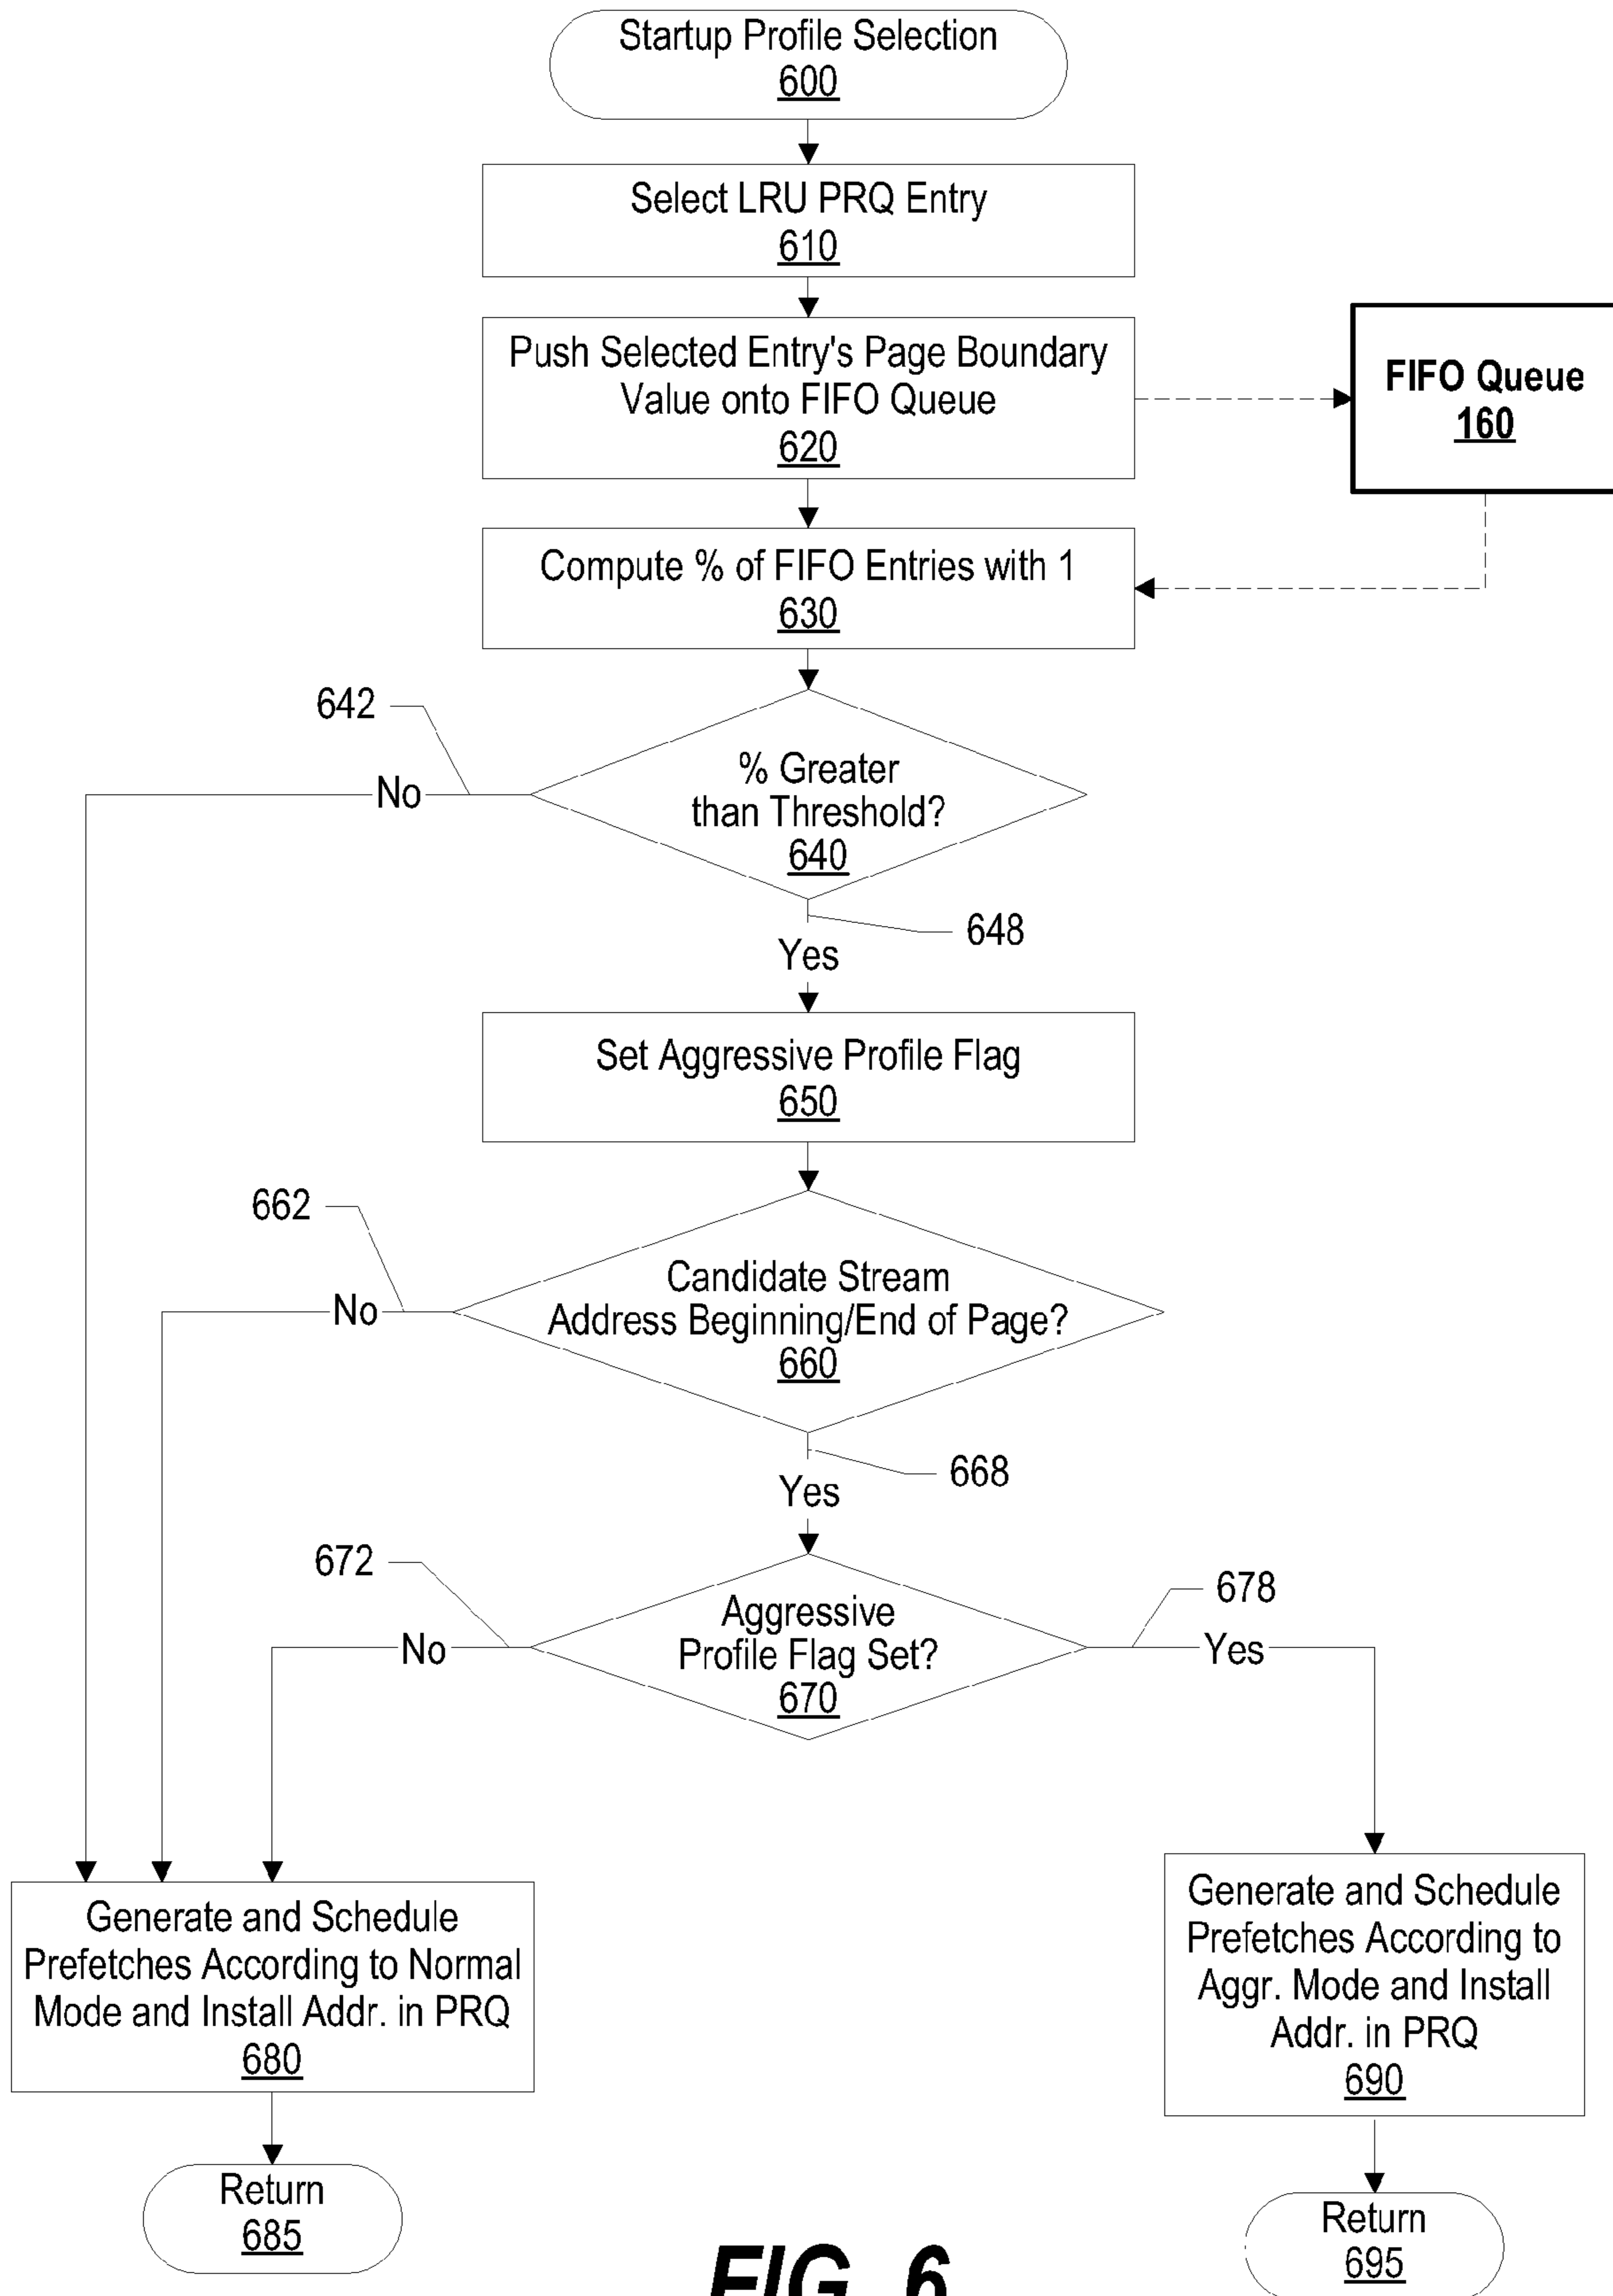 Startup Profile Selection
600
Select LRU PRQ Entry
610
Push Selected Entry's Page Boundary
Value onto FIFO Queue
620
FIFO Queue
160
Compute % of FIFO Entries with 1
630
642
No
% Greater
than Threshold?
640
648
Yes
Set Aggressive Profile Flag
650
662
No
Candidate Stream
Address Beginning/End of Page?
660
668
Yes
672
No
Aggressive
Profile Flag Set?
670
678
Yes
Generate and Schedule
Prefetches According to Normal
Mode and Install Addr. in PRQ
680
Generate and Schedule
Prefetches According to
Aggr. Mode and Install
Addr. in PRQ
690
Return
685
Return
695
FIG. 6